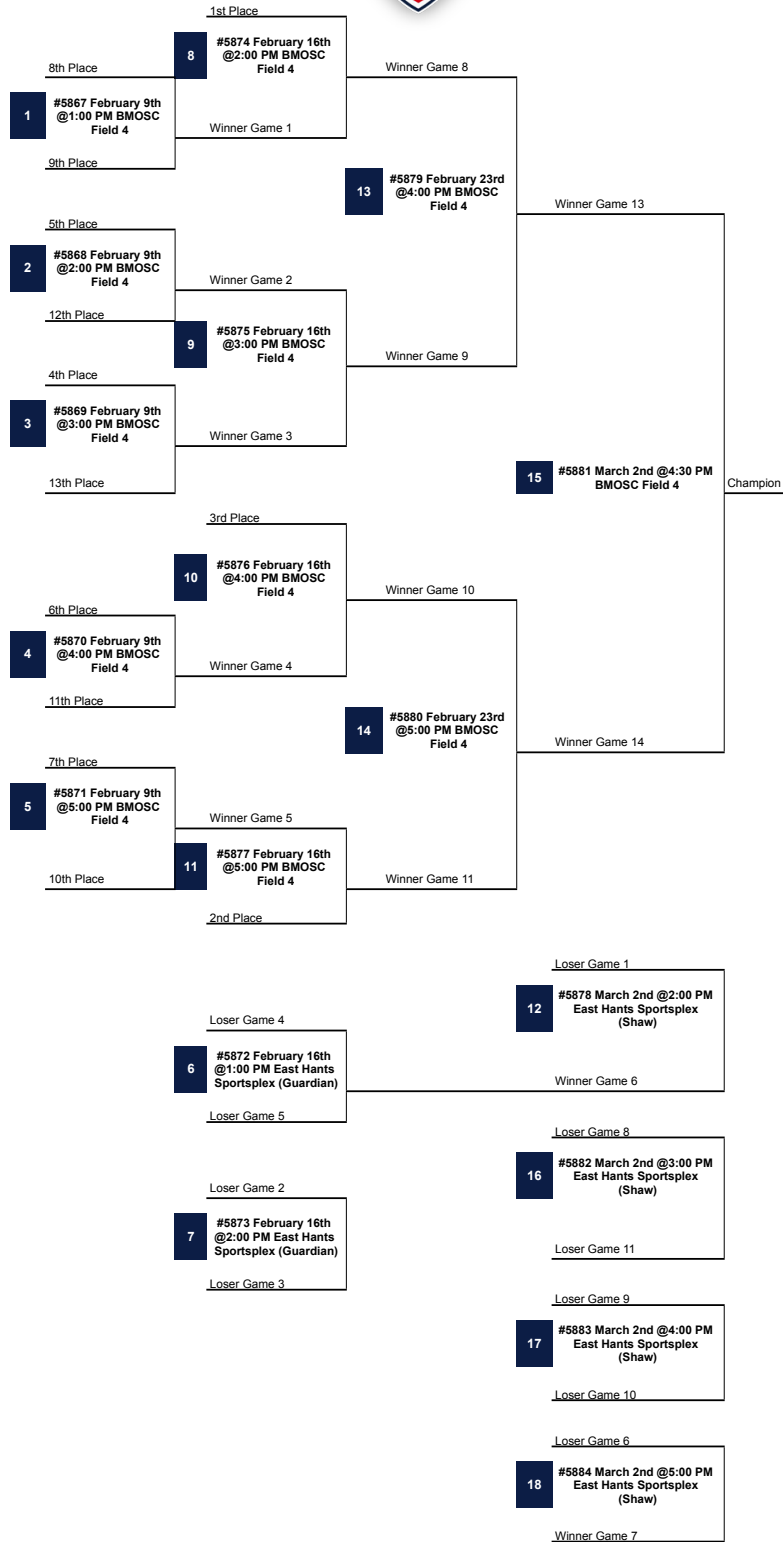 1st Place
8
#5874 February 16th
@2:00 PM BMOSC
Field 4
8th Place
Winner Game 8
1
#5867 February 9th
@1:00 PM BMOSC
Field 4
Winner Game 1
9th Place
13
#5879 February 23rd
@4:00 PM BMOSC
Field 4
Winner Game 13
5th Place
2
#5868 February 9th
@2:00 PM BMOSC
Field 4
Winner Game 2
12th Place
9
#5875 February 16th
@3:00 PM BMOSC
Field 4
Winner Game 9
4th Place
3
#5869 February 9th
@3:00 PM BMOSC
Field 4
Winner Game 3
13th Place
15
#5881 March 2nd @4:30 PM
BMOSC Field 4
Champion
3rd Place
10
#5876 February 16th
@4:00 PM BMOSC
Field 4
Winner Game 10
6th Place
4
#5870 February 9th
@4:00 PM BMOSC
Field 4
Winner Game 4
11th Place
14
#5880 February 23rd
@5:00 PM BMOSC
Field 4
Winner Game 14
7th Place
5
#5871 February 9th
@5:00 PM BMOSC
Field 4
Winner Game 5
11
#5877 February 16th
@5:00 PM BMOSC
Field 4
10th Place
Winner Game 11
2nd Place
Loser Game 1
12
#5878 March 2nd @2:00 PM
East Hants Sportsplex
(Shaw)
Loser Game 4
6
#5872 February 16th
@1:00 PM East Hants
Sportsplex (Guardian)
Winner Game 6
Loser Game 5
Loser Game 8
16
#5882 March 2nd @3:00 PM
East Hants Sportsplex
(Shaw)
Loser Game 11
Loser Game 2
7
#5873 February 16th
@2:00 PM East Hants
Sportsplex (Guardian)
Loser Game 3
Loser Game 9
17
#5883 March 2nd @4:00 PM
East Hants Sportsplex
(Shaw)
Loser Game 10
Loser Game 6
18
#5884 March 2nd @5:00 PM
East Hants Sportsplex
(Shaw)
Winner Game 7